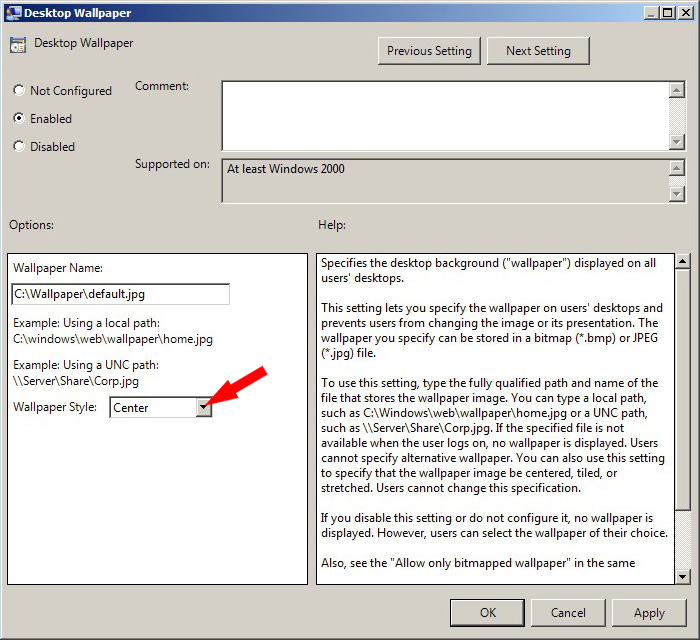 Desktop Wallpaper
Desktop Wallpaper
Previous Setting
Next Setting
Not Configured
Enabled
Disabled
Comment:
Supported on:
At least Windows 2000
Options:
Help:
Wallpaper Name:
C:\Wallpaper\default.jpg
Example: Using a local path:
C:\windows\web\wallpaper\home.jpg
Example: Using a UNC path:
\\Server\Share\Corp.jpg
Wallpaper Style:
Center
Specifies the desktop background ("wallpaper") displayed on all
users' desktops.
This setting lets you specify the wallpaper on users' desktops and
prevents users from changing the image or its presentation. The
wallpaper you specify can be stored in a bitmap (*.bmp) or JPEG
(*.jpg) file.
To use this setting, type the fully qualified path and name of the
file that stores the wallpaper image. You can type a local path,
such as C:\Windows\web\wallpaper\home.jpg or a UNC path,
such as \\Server\Share\Corp.jpg. If the specified file is not
available when the user logs on, no wallpaper is displayed. Users
cannot specify alternative wallpaper. You can also use this setting
to specify that the wallpaper image be centered, tiled, or
stretched. Users cannot change this specification.
If you disable this setting or do not configure it, no wallpaper is
displayed. However, users can select the wallpaper of their choice.
Also, see the "Allow only bitmapped wallpaper" in the same
OK
Cancel
Apply